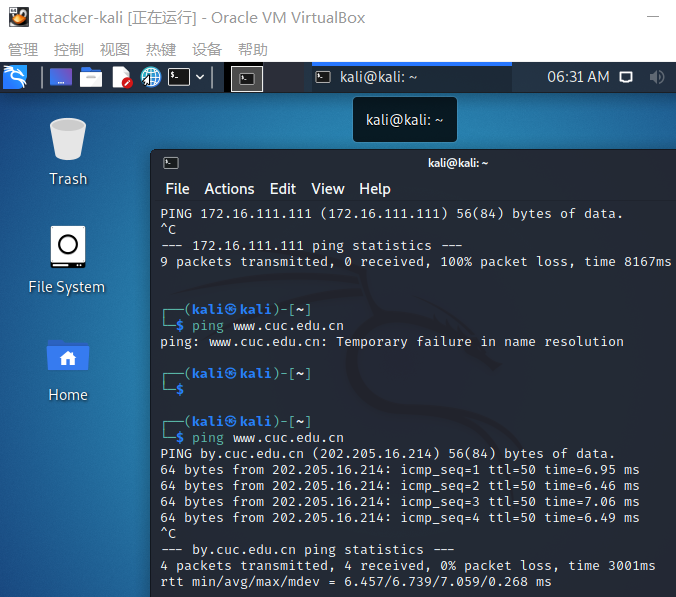 attacker-kali [正在运行] - Oracle VM VirtualBox
管理 控制 视图 热键 设备 帮助
kali@kali: ~
06:31 AM
kali@kali: ~
Trash
File System
Home
kali@kali: ~
File Actions Edit View Help
PING 172.16.111.111 (172.16.111.111) 56(84) bytes of data.
^C
--- 172.16.111.111 ping statistics ---
9 packets transmitted, 0 received, 100% packet loss, time 8167ms
┌──(kali㉿kali)-[~]
└─$ ping www.cuc.edu.cn
ping: www.cuc.edu.cn: Temporary failure in name resolution
┌──(kali㉿kali)-[~]
└─$
┌──(kali㉿kali)-[~]
└─$ ping www.cuc.edu.cn
PING by.cuc.edu.cn (202.205.16.214) 56(84) bytes of data.
64 bytes from 202.205.16.214: icmp_seq=1 ttl=50 time=6.95 ms
64 bytes from 202.205.16.214: icmp_seq=2 ttl=50 time=6.46 ms
64 bytes from 202.205.16.214: icmp_seq=3 ttl=50 time=7.06 ms
64 bytes from 202.205.16.214: icmp_seq=4 ttl=50 time=6.49 ms
^C
--- by.cuc.edu.cn ping statistics ---
4 packets transmitted, 4 received, 0% packet loss, time 3001ms
rtt min/avg/max/mdev = 6.457/6.739/7.059/0.268 ms